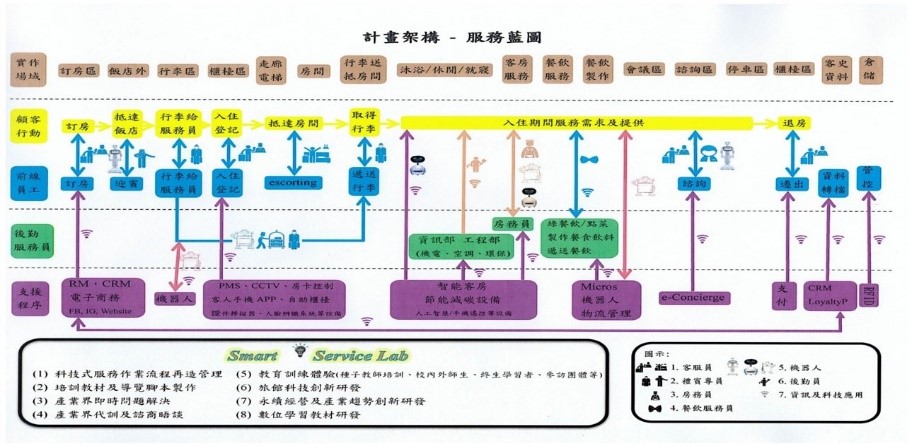 計畫架構 - 服務藍圖
實作場域
訂房區
飯店外
行李區
櫃檯區
走廊電梯
房間
行李送抵房間
沐浴/休閒/就寢
客房服務
餐飲服務
餐飲製作
會議區
諮詢區
停車區
櫃檯區
客史資料
倉儲
顧客行動
訂房
抵達飯店
行李給服務員
入住登記
抵達房間
取得行李
入住期間服務需求及提供
退房
前線員工
訂房
迎賓
行李給服務員
入住登記
escorting
遞送行李
諮詢
遷出
資料轉檔
管控
後勤服務員
資訊部 工程部
(機電、空調、環保)
房務員
綠餐飲/點菜
製作餐食飲料
遞送餐飲
支援程序
RM、CRM
電子商務
FB, IG, Website
機器人
PMS、CCTV、房卡控制
客人手機 APP、自助櫃檯
證件掃描器、人臉辨識系統等設備
智能客房
節能減碳設備
人工智慧/手機遙控等設備
Micros
機器人
物流管理
e-Concierge
支付
CRM
LoyaltyP
RFID
Smart Service Lab
(1) 科技式服務作業流程再造管理
(2) 培訓教材及導覽腳本製作
(3) 產業界即時問題解決
(4) 產業界代訓及諮商晤談
(5) 教育訓練體驗(種子教師培訓、校內外師生、終生學習者、參訪團體等)
(6) 旅館科技創新研發
(7) 永續經營及產業趨勢創新研發
(8) 數位學習教材研發
圖示:
1. 客服員
2. 禮賓專員
3. 房務員
4. 餐飲服務員
5. 機器人
6. 後勤員
7. 資訊及科技應用